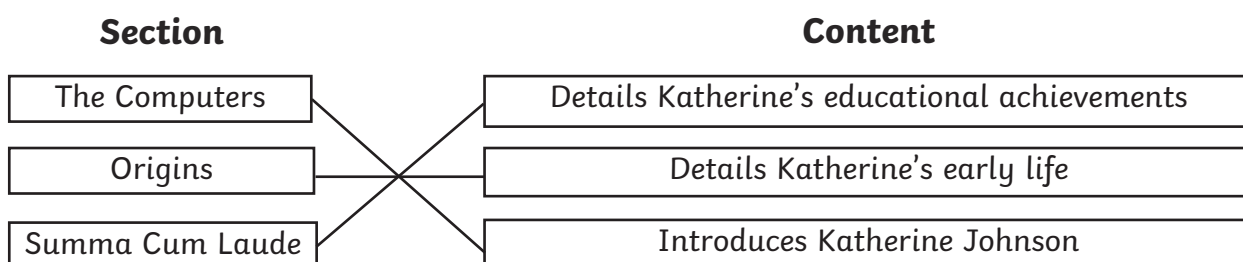 Section Content
The Computers Details Katherine's educational achievements
Origins Details Katherine's early life
Summa Cum Laude Introduces Katherine Johnson